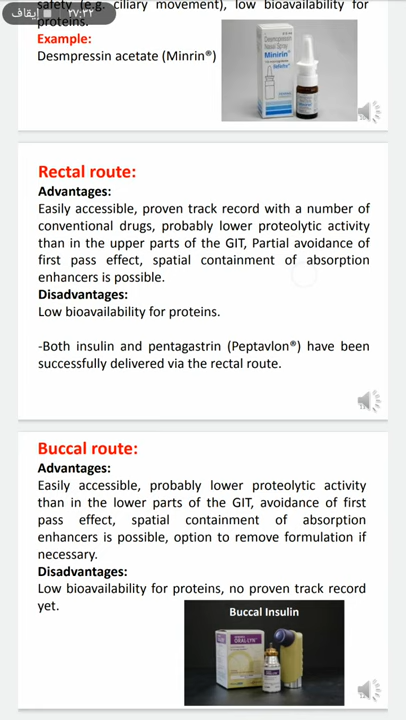 safety (e.g. ciliary movement), low bioavailability for
إيقاف ٢٧:٢٢
proteins.
Example:
Desmpressin acetate (Minrin®)
Desmopressin
Nasal Spray
Minirin
Rectal route:
Advantages:
Easily accessible, proven track record with a number of
conventional drugs, probably lower proteolytic activity
than in the upper parts of the GIT, Partial avoidance of
first pass effect, spatial containment of absorption
enhancers is possible.
Disadvantages:
Low bioavailability for proteins.
-Both insulin and pentagastrin (Peptavlon®) have been
successfully delivered via the rectal route.
Buccal route:
Advantages:
Easily accessible, probably lower proteolytic activity
than in the lower parts of the GIT, avoidance of first
pass effect, spatial containment of absorption
enhancers is possible, option to remove formulation if
necessary.
Disadvantages:
Low bioavailability for proteins, no proven track record
yet.
Buccal Insulin
ORAL-LYN